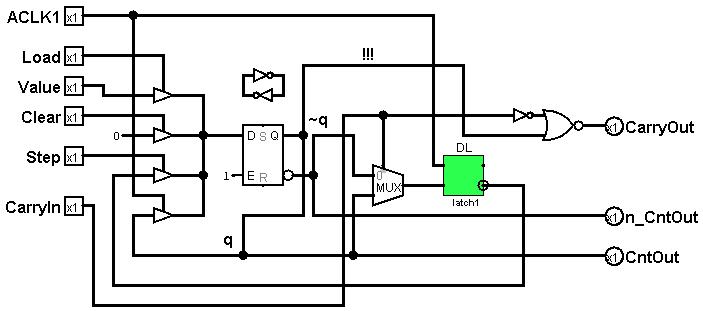 ACLK1 x1
!!!
Load x1
Value x1
Clear x1
~q
x1 CarryOut
0
D S Q
DL
Step x1
1
E R
0
MUX
CarryIn x1
latch1
x1 n_CntOut
q
x1 CntOut